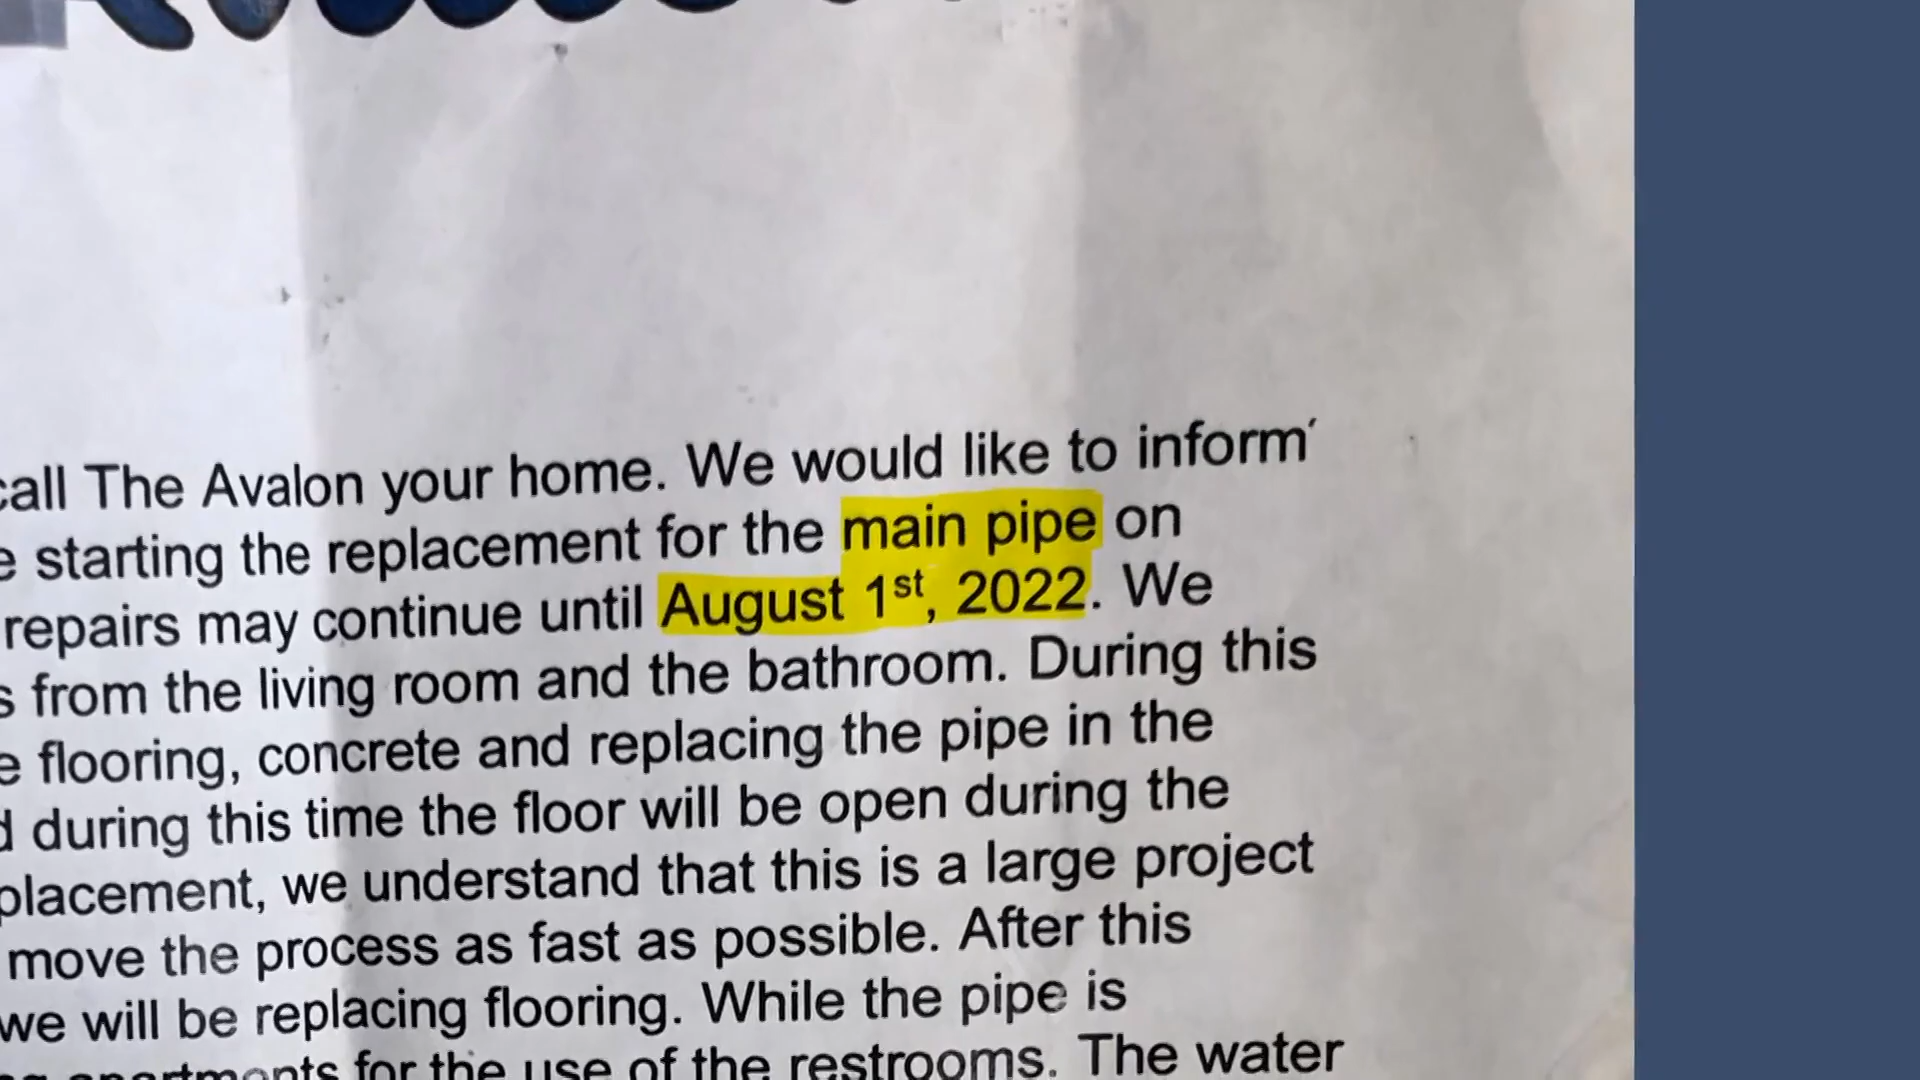 call The Avalon your home. We would like to inform
starting the replacement for the main pipe on
repairs may continue until August 1st, 2022. We
from the living room and the bathroom. During this
flooring, concrete and replacing the pipe in the
during this time the floor will be open during the
placement, we understand that this is a large project
move the process as fast as possible. After this
we will be replacing flooring. While the pipe is
apartments for the use of the restrooms. The water